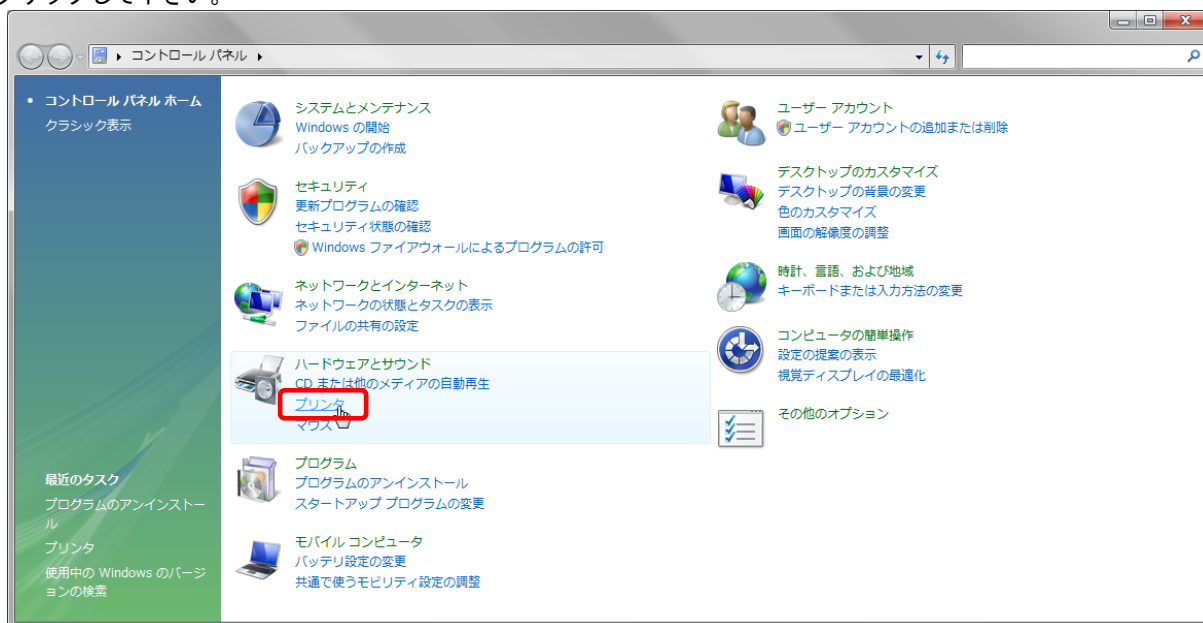 クリックして下さい。
コントロール パネル
コントロール パネル ホーム
クラシック表示
システムとメンテナンス
Windows の開始
バックアップの作成
セキュリティ
更新プログラムの確認
セキュリティ状態の確認
Windows ファイアウォールによるプログラムの許可
ネットワークとインターネット
ネットワークの状態とタスクの表示
ファイルの共有の設定
ハードウェアとサウンド
CD または他のメディアの自動再生
プリンタ
マウス
プログラム
プログラムのアンインストール
スタートアップ プログラムの変更
モバイル コンピュータ
バッテリ設定の変更
共通で使うモビリティ設定の調整
ユーザー アカウント
ユーザー アカウントの追加または削除
デスクトップのカスタマイズ
デスクトップの背景の変更
色のカスタマイズ
画面の解像度の調整
時計、言語、および地域
キーボードまたは入力方法の変更
コンピュータの簡単操作
設定の提案の表示
視覚ディスプレイの最適化
その他のオプション
最近のタスク
プログラムのアンインストー
ル
プリンタ
使用中の Windows のバージ
ョンの検索